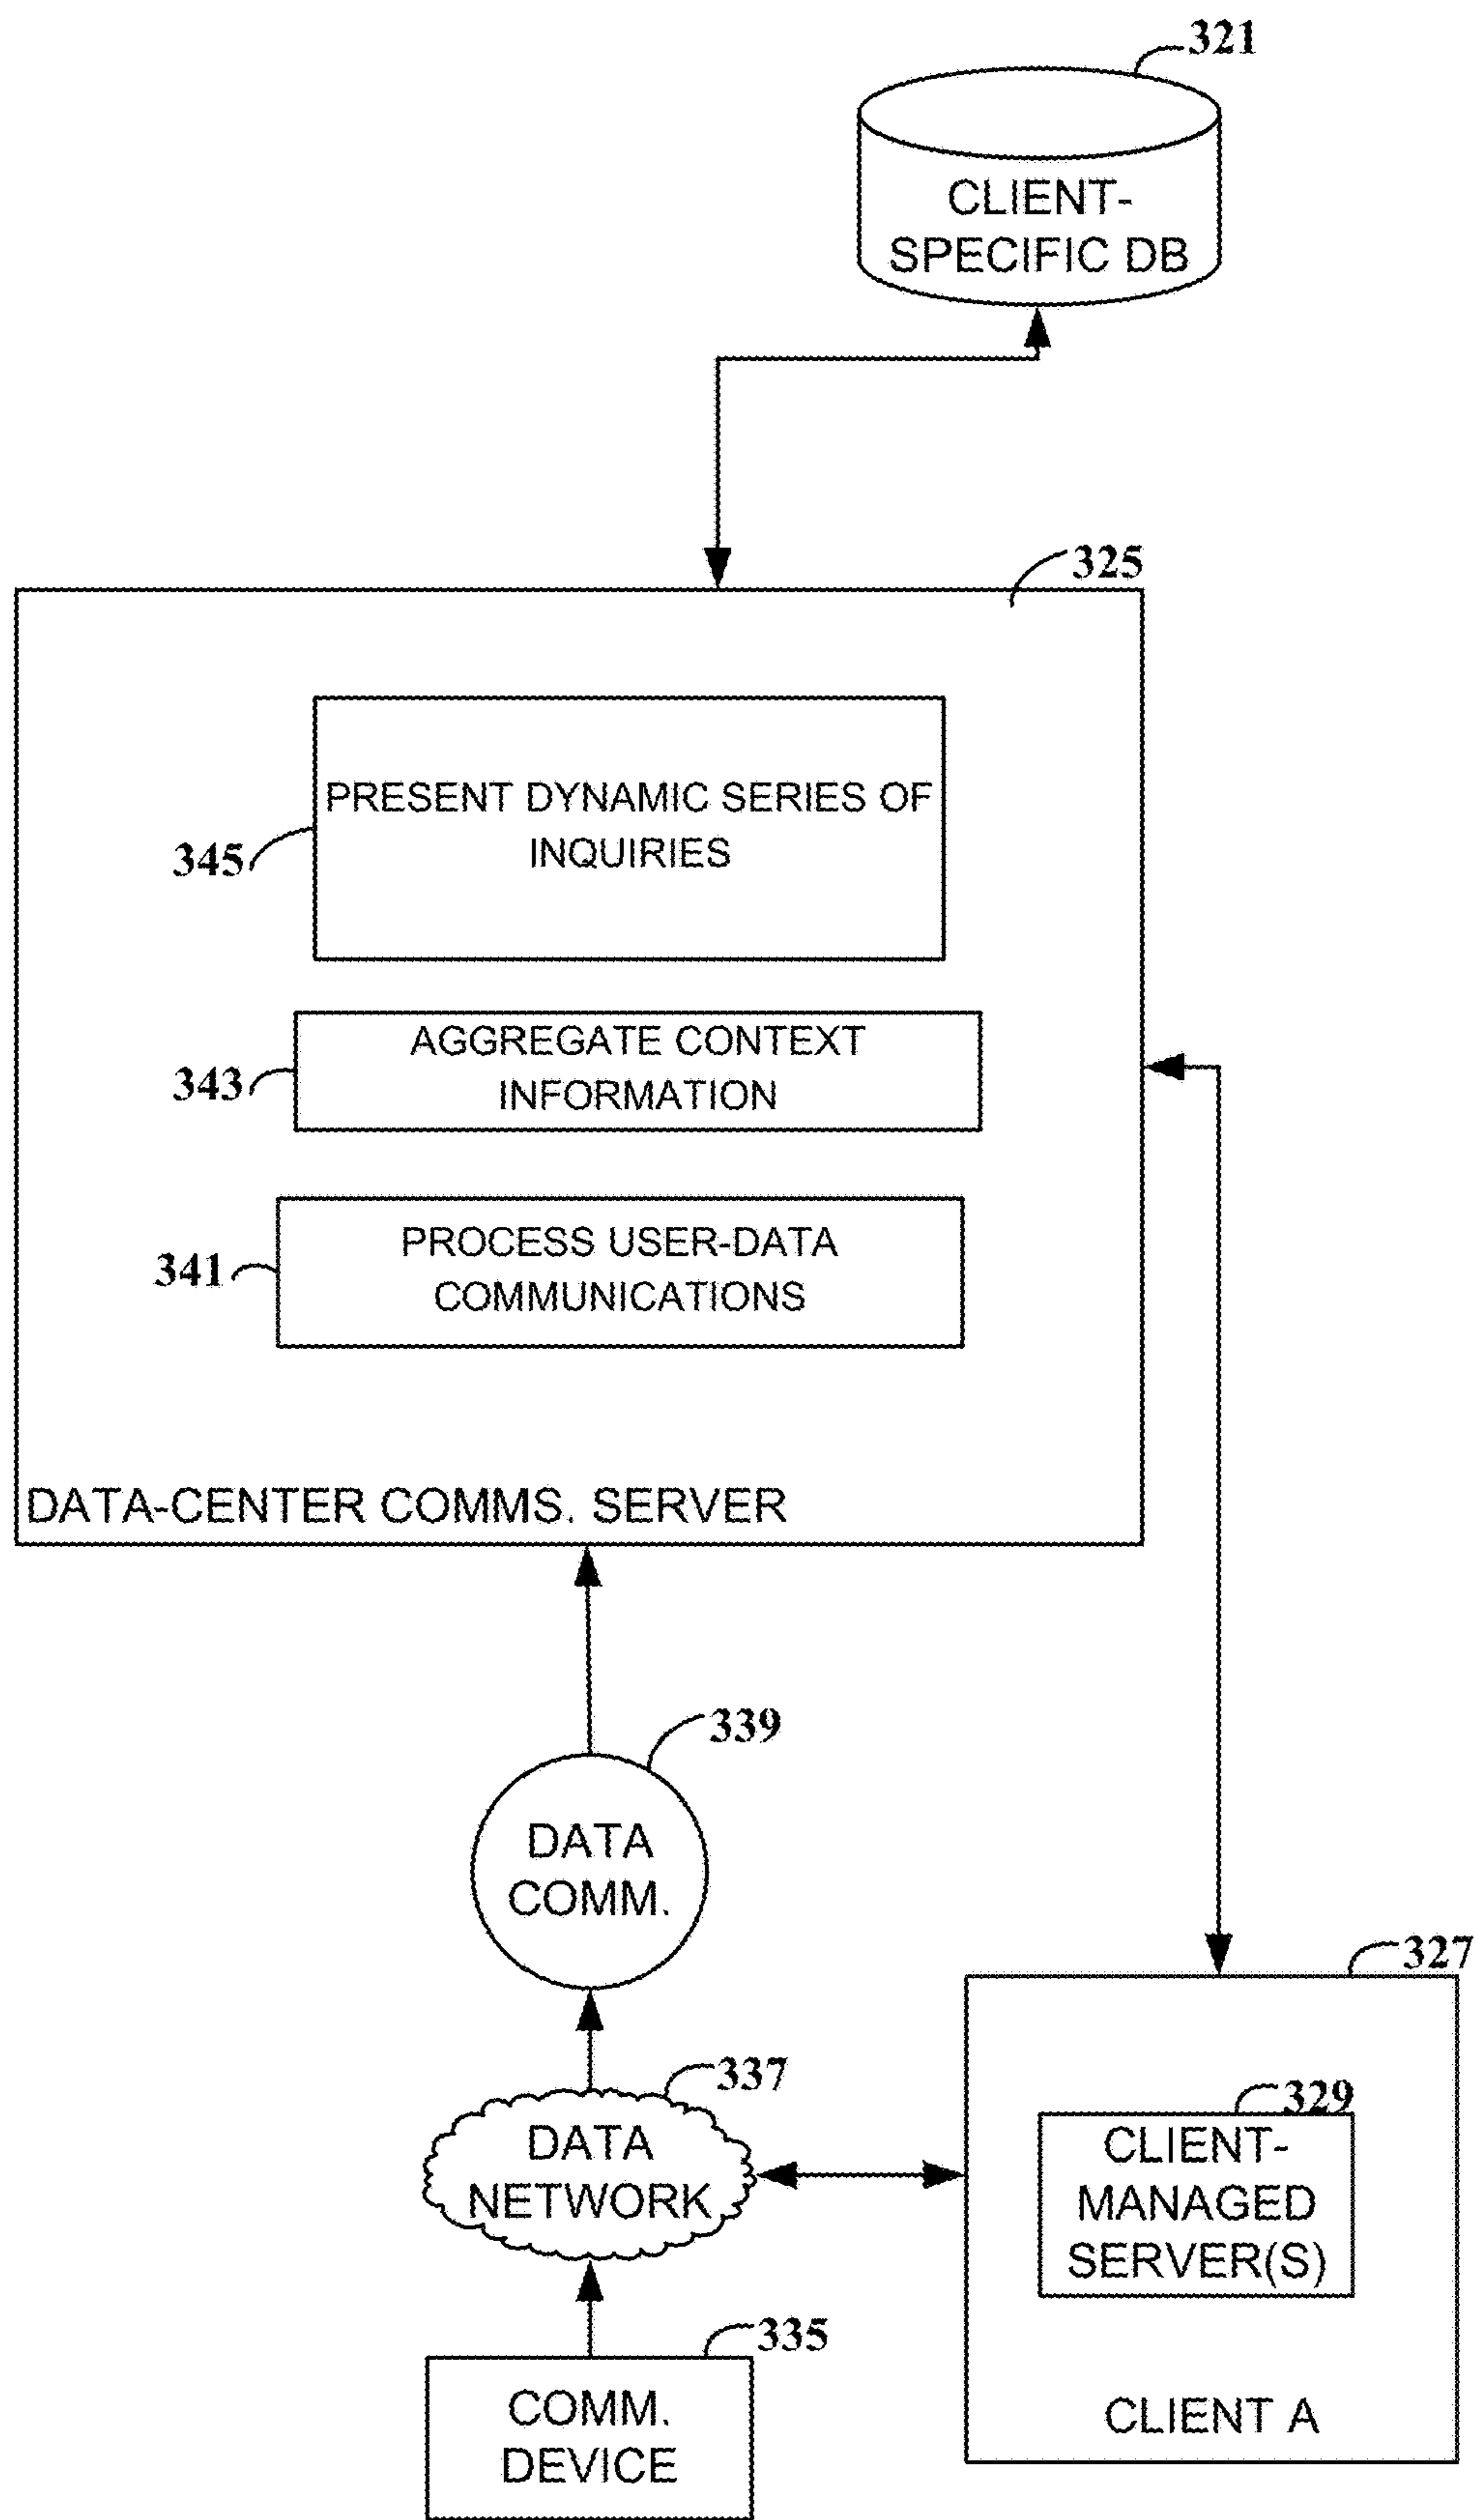 321
CLIENT-
SPECIFIC DB
325
PRESENT DYNAMIC SERIES OF
INQUIRIES
345
AGGREGATE CONTEXT
INFORMATION
343
PROCESS USER-DATA
COMMUNICATIONS
341
DATA-CENTER COMMS. SERVER
339
DATA
COMM.
327
337
DATA
NETWORK
329
CLIENT-
MANAGED
SERVER(S)
335
COMM.
DEVICE
CLIENT A